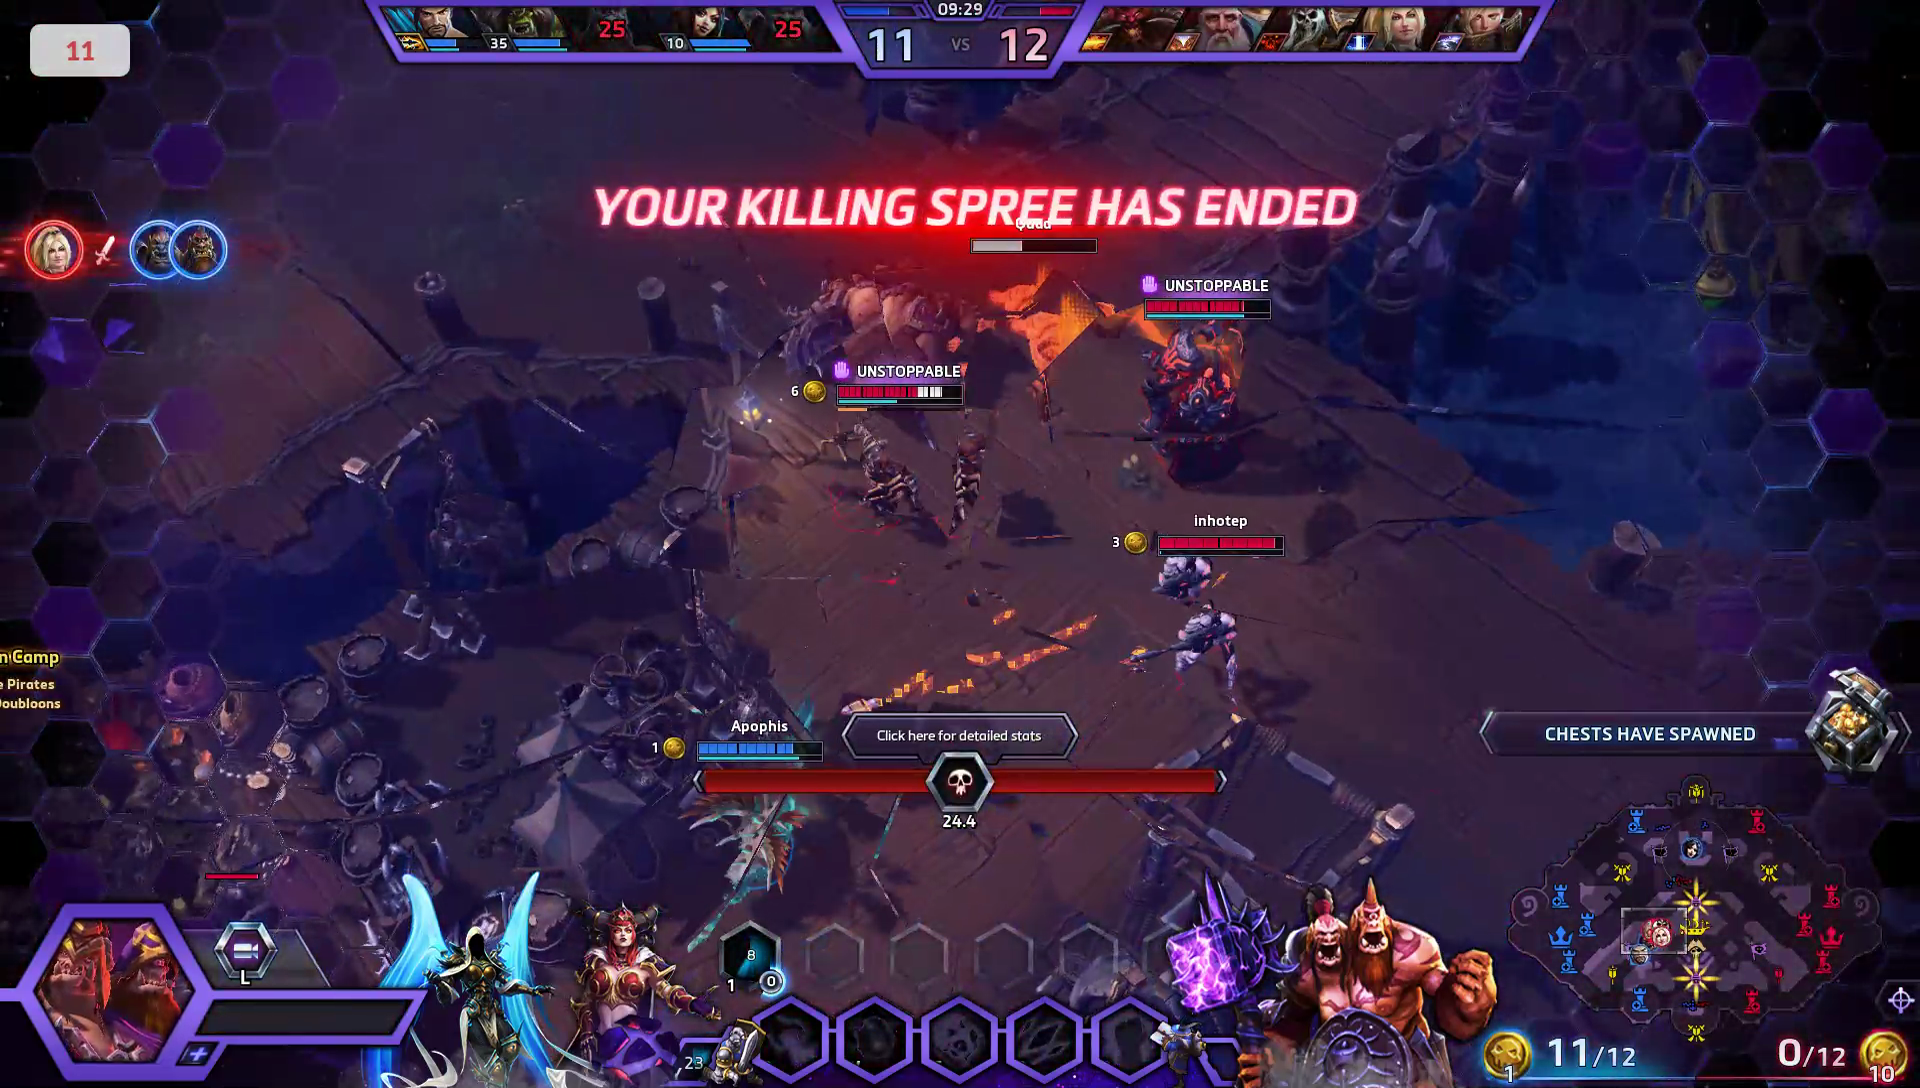 09:29
35
25
10
25
11 VS 12
11
YOUR KILLING SPREE HAS ENDED
UNSTOPPABLE
6
UNSTOPPABLE
inhotep
3
n Camp
e Pirates
Doubloons
Apophis
1
Click here for detailed stats
CHESTS HAVE SPAWNED
24.4
8
1
0
L
23
11/12
1
0/12
10